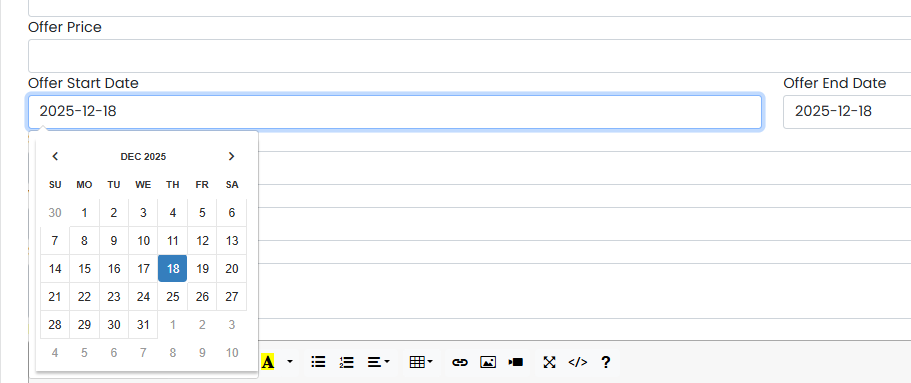 Offer Price
Offer Start Date
Offer End Date
2025-12-18
2025-12-18
DEC 2025
SU MO TU WE TH FR SA
30 1 2 3 4 5 6
7 8 9 10 11 12 13
14 15 16 17 18 19 20
21 22 23 24 25 26 27
28 29 30 31 1 2 3
4 5 6 7 8 9 10
A </> ?